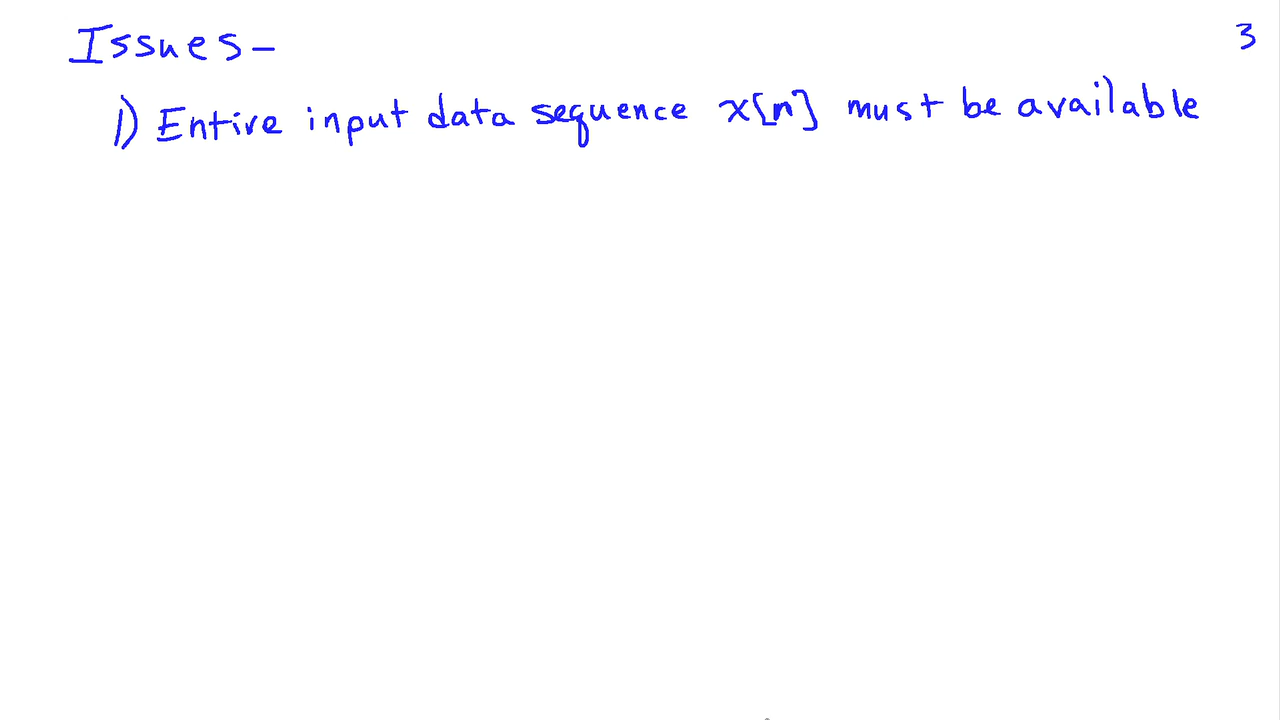 Issues-
3
1) Entire input data sequence x[n] must be available